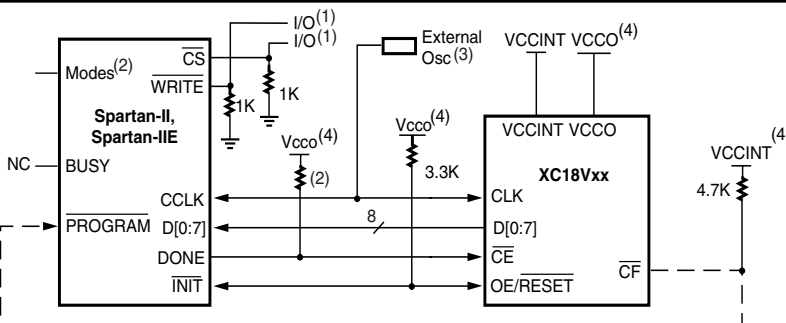 I/O(1)
I/O(1)
External
Osc(3)
VCCINT VCCO(4)
Modes(2)
CS
WRITE
1K
1K
Spartan-II,
Spartan-IIE
NC
BUSY
Vcco(4)
(2)
Vcco(4)
3.3K
VCCINT VCCO
XC18Vxx
VCCINT(4
4.7K
CCLK
CLK
PROGRAM
D[0:7]
8
D[0:7]
DONE
CE
CF
INIT
OE/RESET